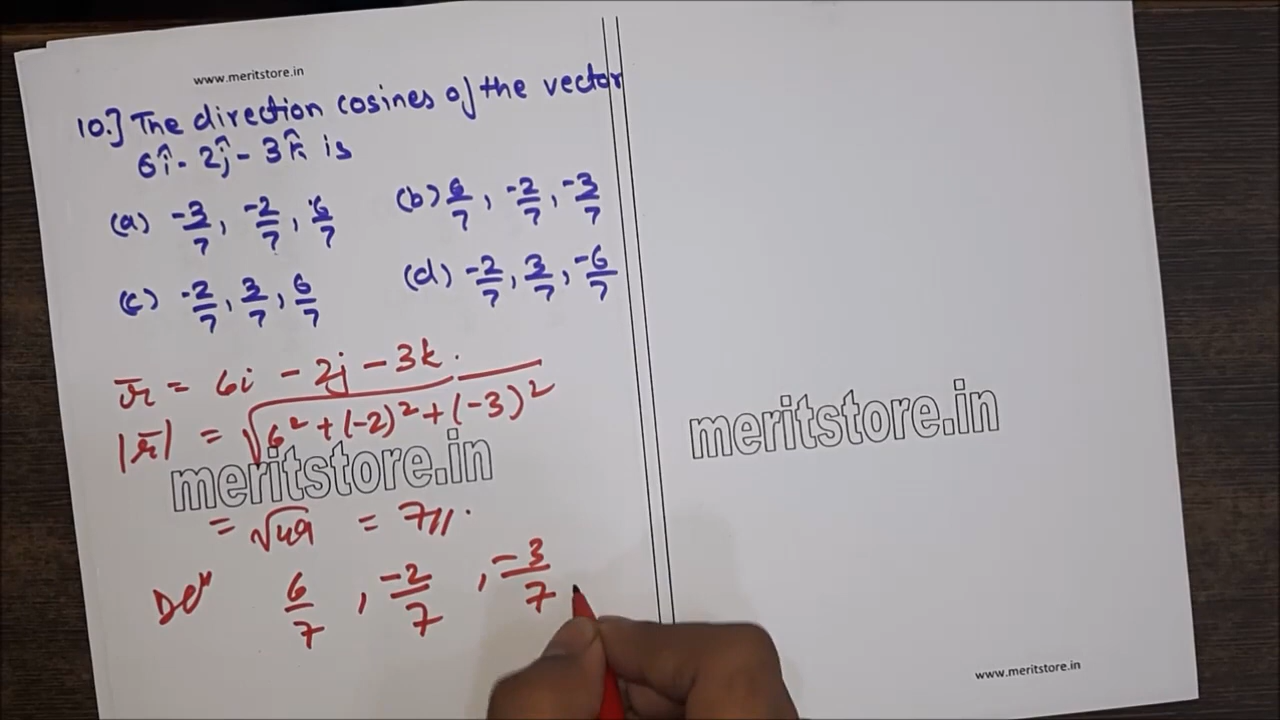 www.meritstore.in
10.] The direction cosines of the vector
6î - 2ĵ - 3k̂ is
(a) -3/7, -2/7, 6/7 (b) 6/7, -2/7, -3/7
(c) -2/7, 3/7, 6/7 (d) -2/7, 3/7, -6/7
r̄ = 6i - 2j - 3k.
|r̄| = √6² + (-2)² + (-3)²
meritstore.in
= √49 = 7//.
6/7, -2/7, -3/7
meritstore.in
www.meritstore.in